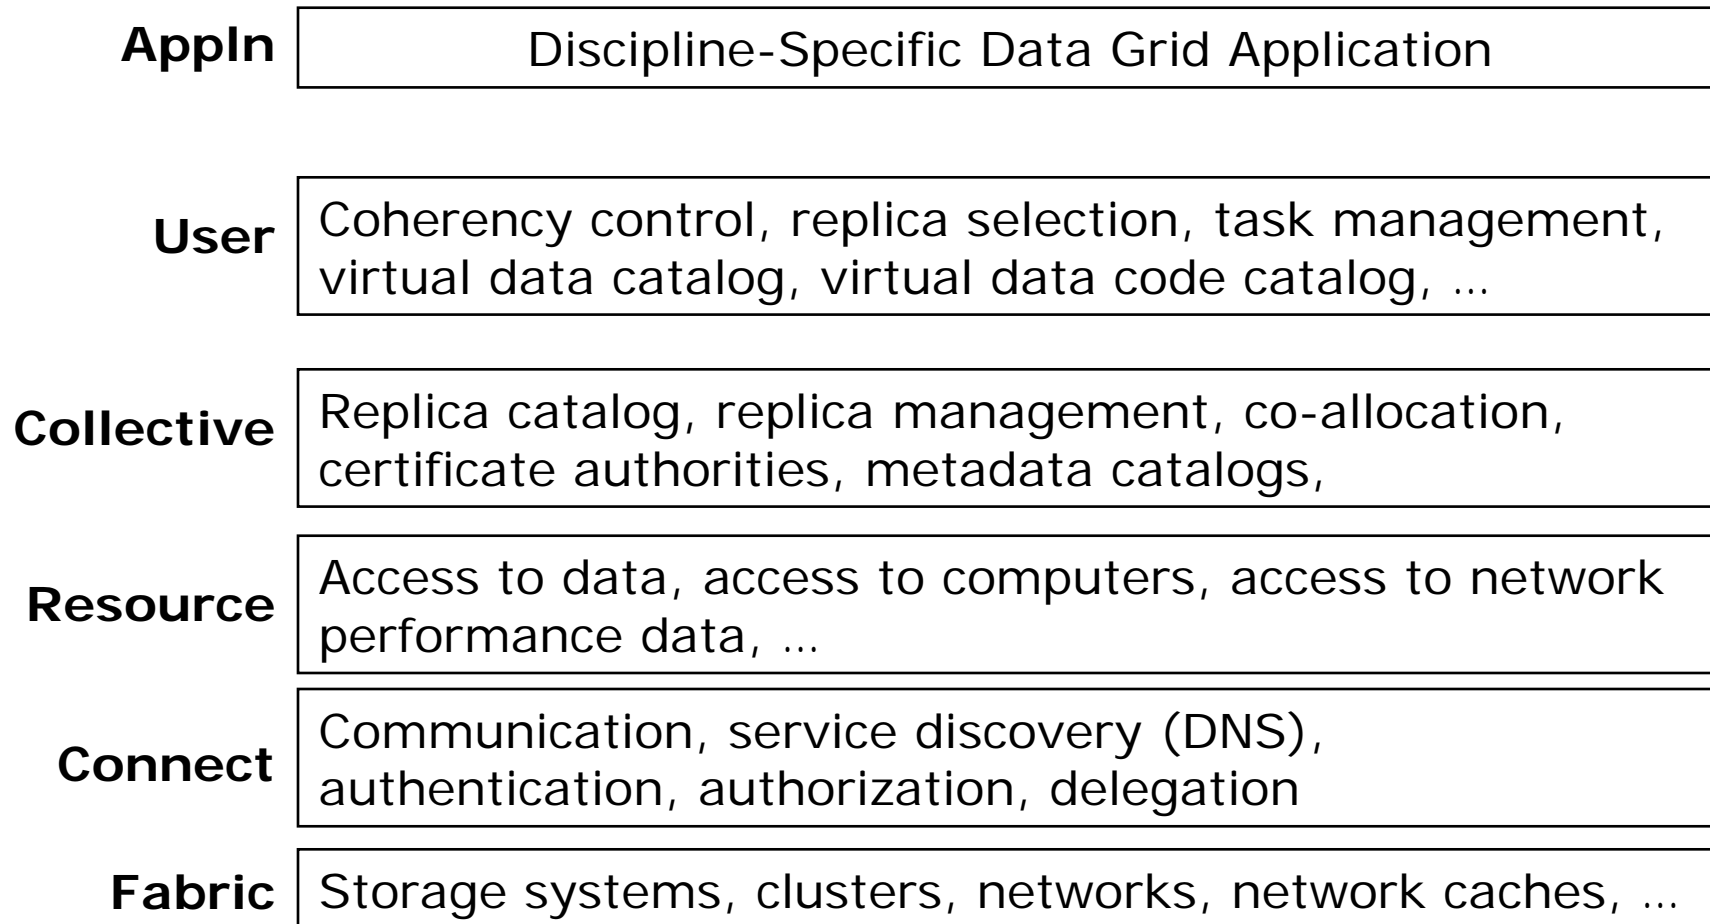 Appln
Discipline-Specific Data Grid Application
User
Coherency control, replica selection, task management,
virtual data catalog, virtual data code catalog, …
Collective
Replica catalog, replica management, co-allocation,
certificate authorities, metadata catalogs,
Resource
Access to data, access to computers, access to network
performance data, …
Connect
Communication, service discovery (DNS),
authentication, authorization, delegation
Fabric
Storage systems, clusters, networks, network caches, …